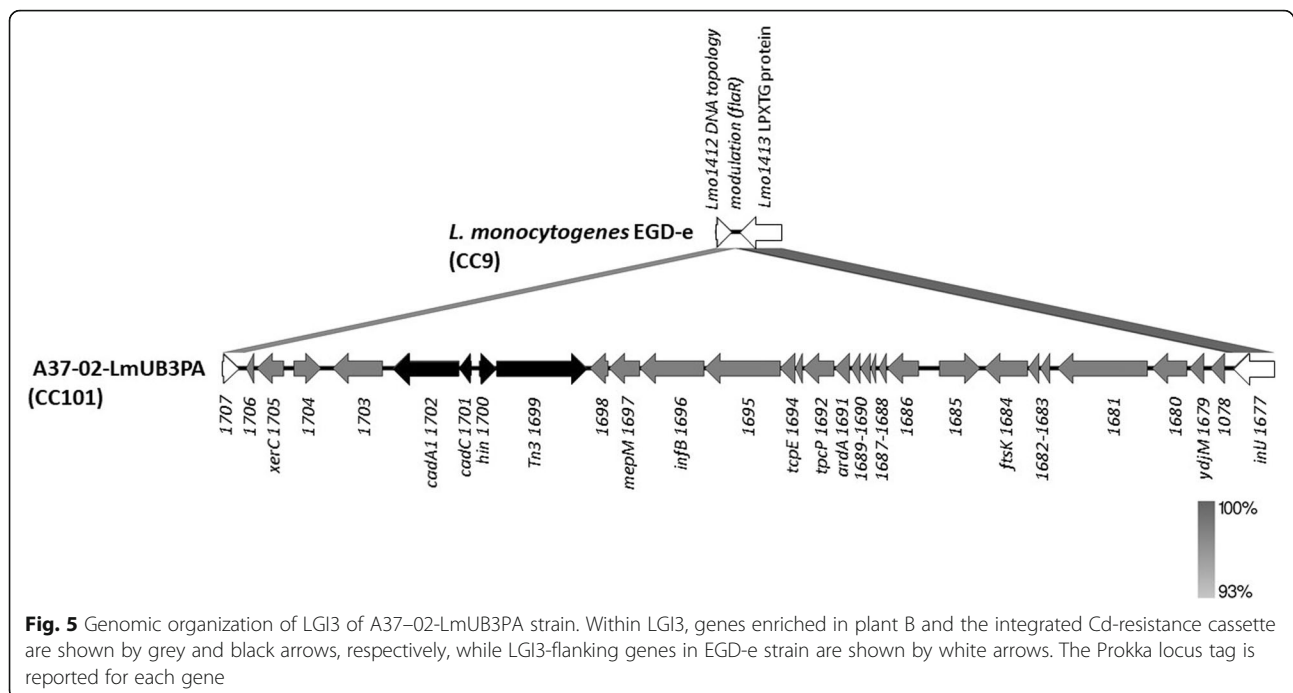 Lmo1412 DNA topology
modulation (flaR)
Lmo1413 LPXTG protein
L. monocytogenes EGD-e
(CC9)
A37-02-LmUB3PA
(CC101)
1707
1706
xerC 1705
1704
1703
cadA1 1702
cadC 1701
hin 1700
Tn3 1699
1698
mepM 1697
infB 1696
1695
tcpE 1694
tpcP 1692
ardA 1691
1689-1690
1687-1688
1686
1685
ftsK 1684
1682-1683
1681
1680
ydjM 1679
1078
inlJ 1677
100%
93%
Fig. 5 Genomic organization of LGI3 of A37–02-LmUB3PA strain. Within LGI3, genes enriched in plant B and the integrated Cd-resistance cassette
are shown by grey and black arrows, respectively, while LGI3-flanking genes in EGD-e strain are shown by white arrows. The Prokka locus tag is
reported for each gene